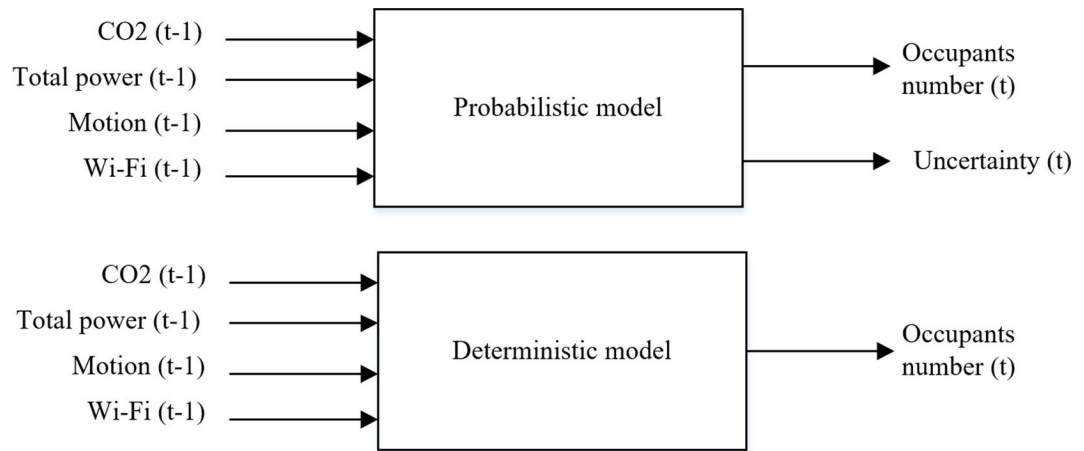 CO2 (t-1)
Total power (t-1)
Motion (t-1)
Wi-Fi (t-1)
Probabilistic model
Occupants
number (t)
Uncertainty (t)
CO2 (t-1)
Total power (t-1)
Motion (t-1)
Wi-Fi (t-1)
Deterministic model
Occupants
number (t)